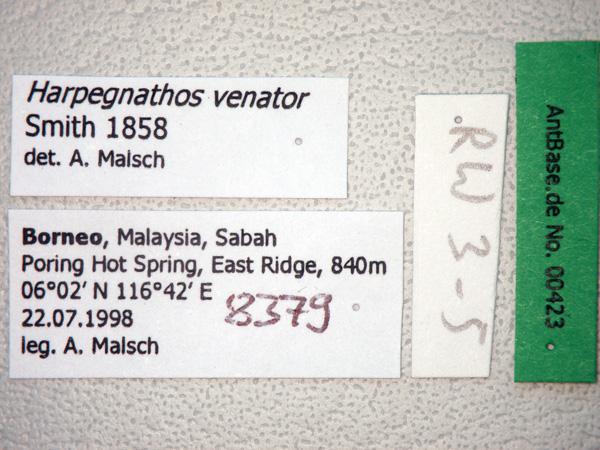 Harpegnathos venator
Smith 1858
det. A. Malsch
Borneo, Malaysia, Sabah
Poring Hot Spring, East Ridge, 840m
06°02' N 116°42' E
22.07.1998
8379
leg. A. Malsch
RW 3-5
AntBase.de No. 00423